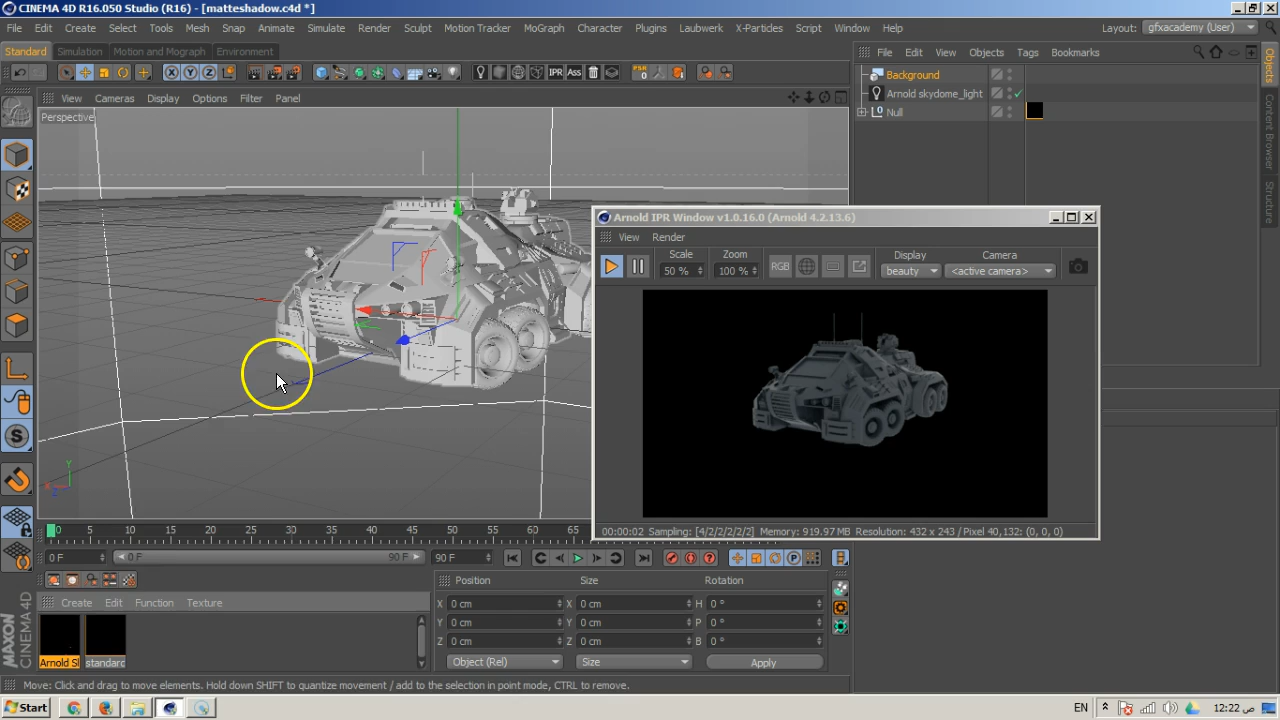 CINEMA 4D R16.050 Studio (R16) - [matteshadow.c4d *]
File Edit Create Select Tools Mesh Snap Animate Simulate Render Sculpt Motion Tracker MoGraph Character Plugins Laubwerk X-Particles Script Window Help Layout: gfxacademy (User)
Standard Simulation Motion and Mograph Environment
File Edit View Objects Tags Bookmarks
IPR Ass PSR
Background
View Cameras Display Options Filter Panel
Arnold skydome_light
Null
Perspective
Objects
Content Browser
Structure
Arnold IPR Window v1.0.16.0 (Arnold 4.2.13.6)
View Render
Scale Zoom Display Camera
50 % 100 % RGB beauty <active camera>
00:00:02 Sampling: [4/2/2/2/2/2] Memory: 919.97 MB Resolution: 432 x 243 / Pixel 40,132: (0, 0, 0)
0 5 10 15 20 25 30 35 40 45 50 55 60 65
0 F 0 F 90 F 90 F
Position Size Rotation
Create Edit Function Texture
X 0 cm X 0 cm H 0 °
Y 0 cm Y 0 cm P 0 °
Z 0 cm Z 0 cm B 0 °
Arnold Sl standard
Object (Rel) Size Apply
MAXON CINEMA 4D
Move: Click and drag to move elements. Hold down SHIFT to quantize movement / add to the selection in point mode, CTRL to remove.
Start EN 12:22 ص